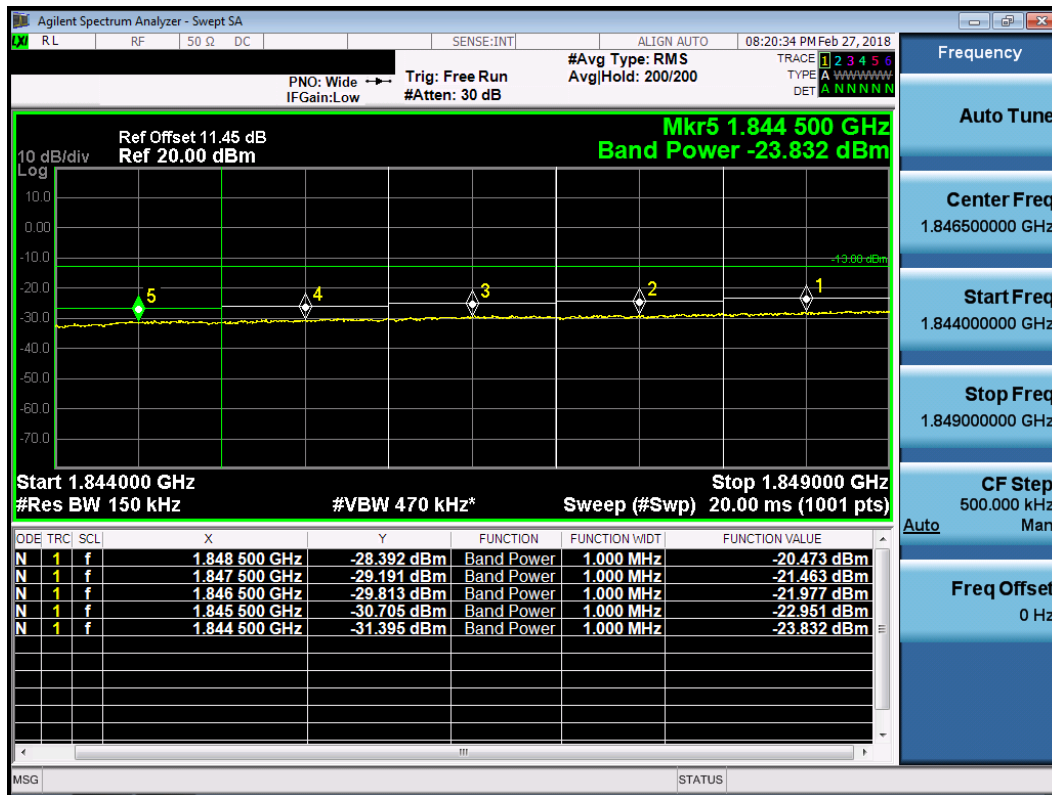 Agilent Spectrum Analyzer - Swept SA
LXI RL RF 50 Ω DC SENSE:INT ALIGN AUTO 08:20:34 PM Feb 27, 2018
PNO: Wide Trig: Free Run #Avg Type: RMS TRACE 1 2 3 4 5 6
IFGain:Low #Atten: 30 dB Avg|Hold: 200/200 TYPE A WWWWW
DET A N N N N N
Mkr5 1.844 500 GHz
Ref Offset 11.45 dB
10 dB/div Ref 20.00 dBm Band Power -23.832 dBm
Log
10.0
0.00
-10.0
-13.00 dBm
-20.0
5 4 3 2 1
-30.0
-40.0
-50.0
-60.0
-70.0
Start 1.844000 GHz Stop 1.849000 GHz
#Res BW 150 kHz #VBW 470 kHz* Sweep (#Swp) 20.00 ms (1001 pts)
ODE TRC SCL X Y FUNCTION FUNCTION WIDT FUNCTION VALUE
N 1 f 1.848 500 GHz -28.392 dBm Band Power 1.000 MHz -20.473 dBm
N 1 f 1.847 500 GHz -29.191 dBm Band Power 1.000 MHz -21.463 dBm
N 1 f 1.846 500 GHz -29.813 dBm Band Power 1.000 MHz -21.977 dBm
N 1 f 1.845 500 GHz -30.705 dBm Band Power 1.000 MHz -22.951 dBm
N 1 f 1.844 500 GHz -31.395 dBm Band Power 1.000 MHz -23.832 dBm
MSG STATUS
Frequency
Auto Tune
Center Freq
1.846500000 GHz
Start Freq
1.844000000 GHz
Stop Freq
1.849000000 GHz
CF Step
500.000 kHz
Auto Man
Freq Offset
0 Hz